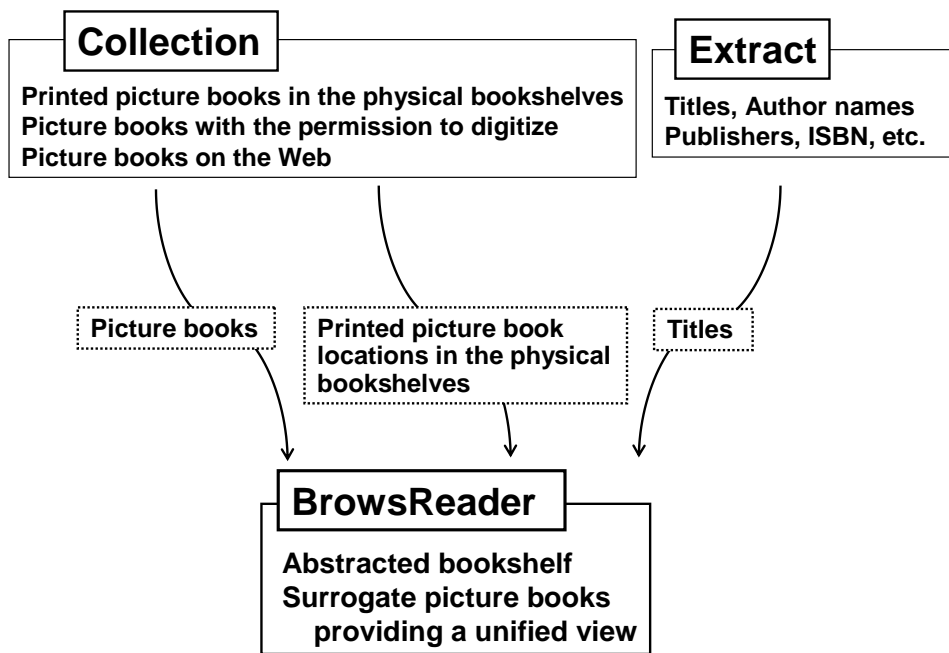 Collection
Printed picture books in the physical bookshelves
Picture books with the permission to digitize
Picture books on the Web
Extract
Titles, Author names
Publishers, ISBN, etc.
Picture books
Printed picture book
locations in the physical
bookshelves
Titles
BrowsReader
Abstracted bookshelf
Surrogate picture books
providing a unified view